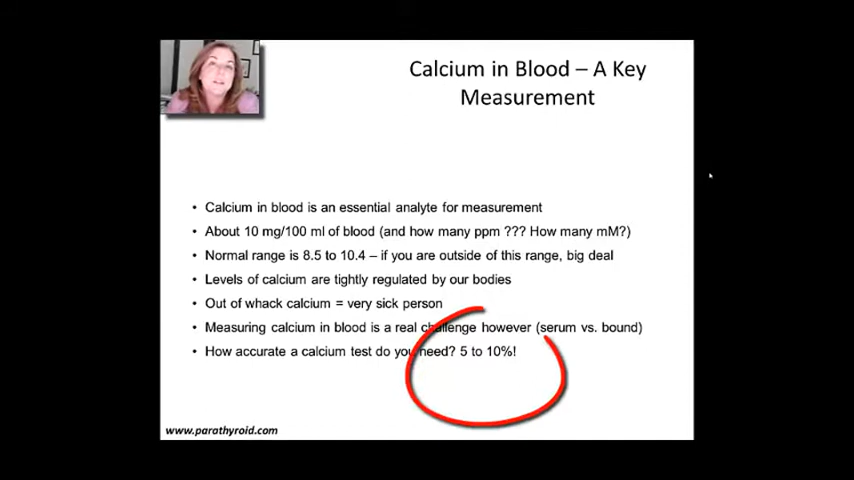 Calcium in Blood – A Key
Measurement
• Calcium in blood is an essential analyte for measurement
• About 10 mg/100 ml of blood (and how many ppm ??? How many mM?)
• Normal range is 8.5 to 10.4 – if you are outside of this range, big deal
• Levels of calcium are tightly regulated by our bodies
• Out of whack calcium = very sick person
• Measuring calcium in blood is a real challenge however (serum vs. bound)
• How accurate a calcium test do you need? 5 to 10%!
www.parathyroid.com